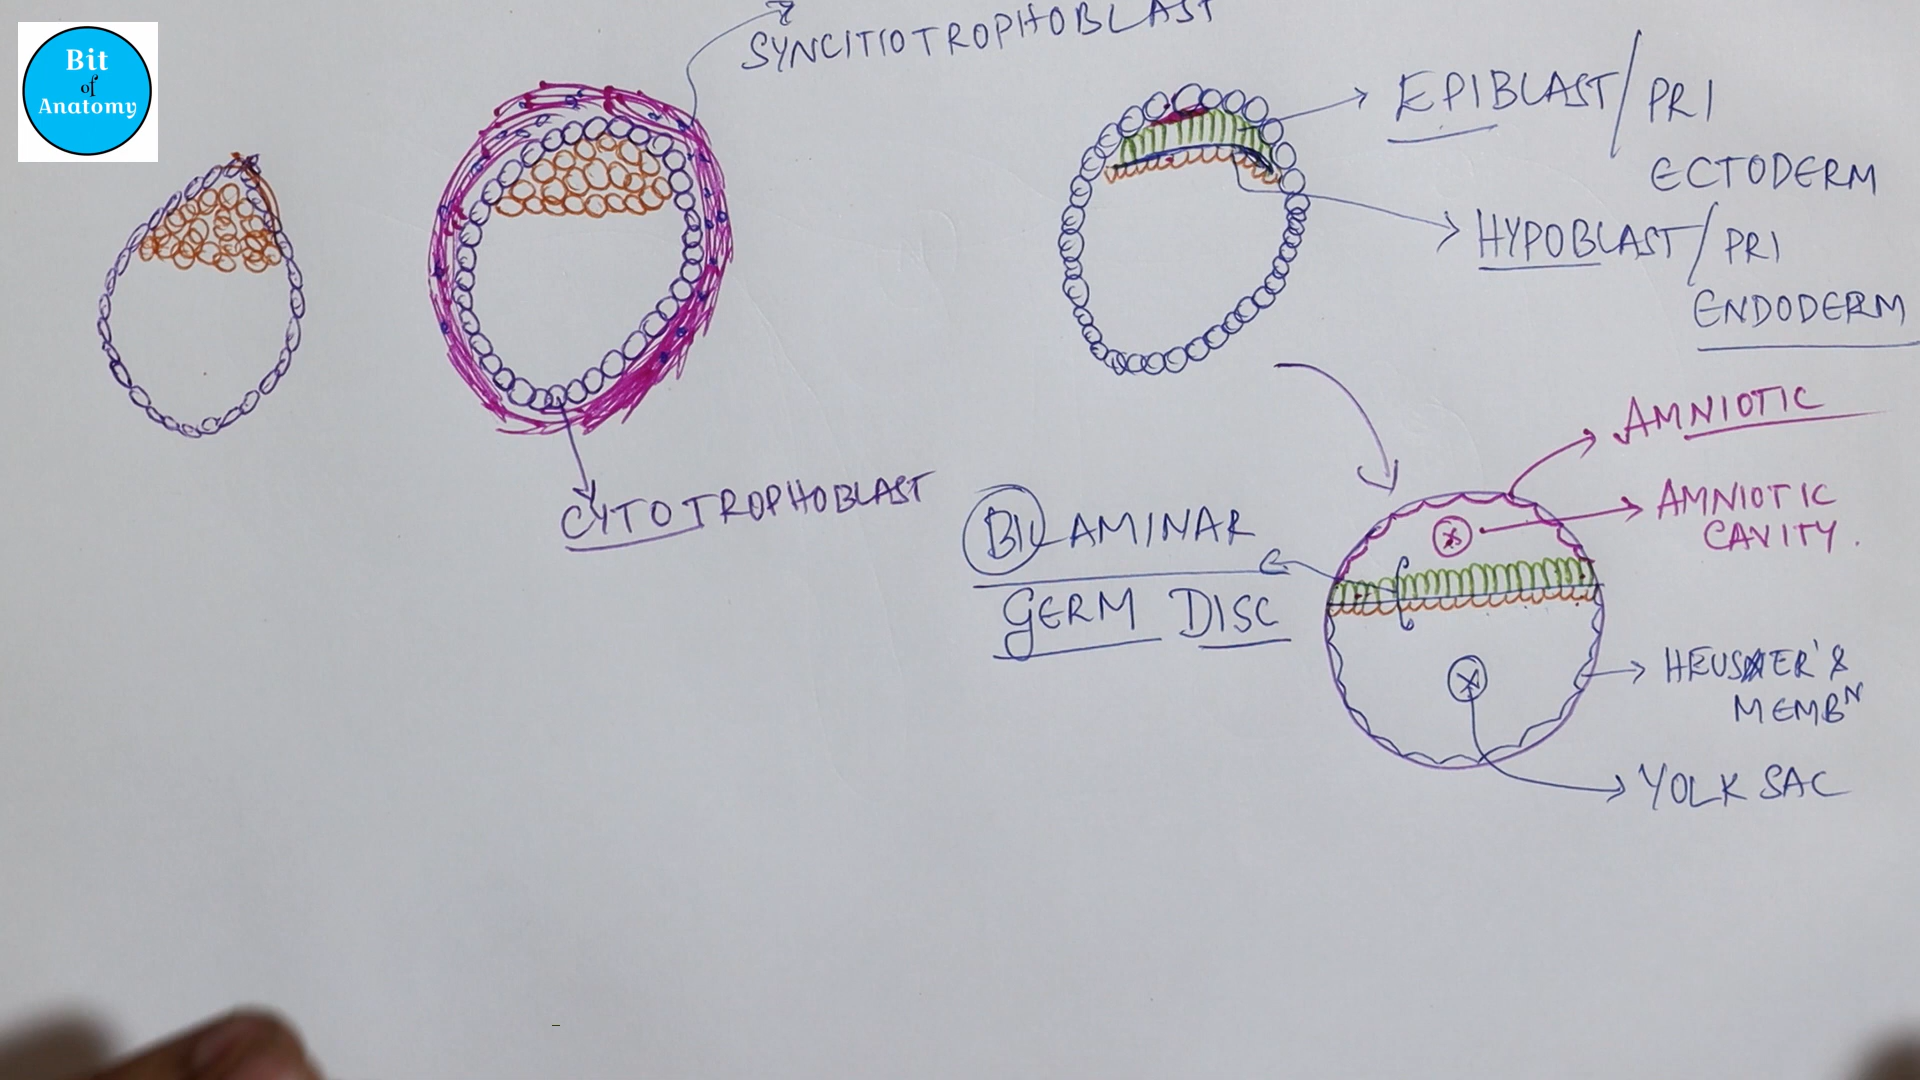 Bit
of
Anatomy
SYNCITIOTROPHOBLAST
CYTOTROPHOBLAST
EPIBLAST/PRI
ECTODERM
HYPOBLAST/PRI
ENDODERM
AMNIOTIC
AMNIOTIC
CAVITY.
BILAMINAR
GERM DISC
MEMBN
YOLK SAC